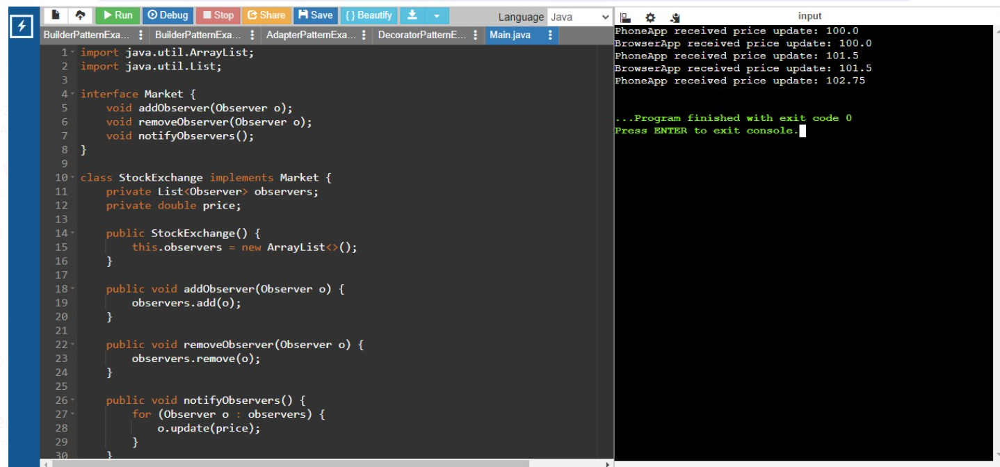 Run Debug Stop Share Save {} Beautify Language Java
BuilderPatternExa... BuilderPatternExa... AdapterPatternExa... DecoratorPatternE... Main.java
1 import java.util.ArrayList;
2 import java.util.List;
3
4 interface Market {
5 void addObserver(Observer o);
6 void removeObserver(Observer o);
7 void notifyObservers();
8 }
9
10 class StockExchange implements Market {
11 private List<Observer> observers;
12 private double price;
13
14 public StockExchange() {
15 this.observers = new ArrayList<>();
16 }
17
18 public void addObserver(Observer o) {
19 observers.add(o);
20 }
21
22 public void removeObserver(Observer o) {
23 observers.remove(o);
24 }
25
26 public void notifyObservers() {
27 for (Observer o : observers) {
28 o.update(price);
29 }
30 }
input
PhoneApp received price update: 100.0
BrowserApp received price update: 100.0
PhoneApp received price update: 101.5
BrowserApp received price update: 101.5
PhoneApp received price update: 102.75
...Program finished with exit code 0
Press ENTER to exit console.